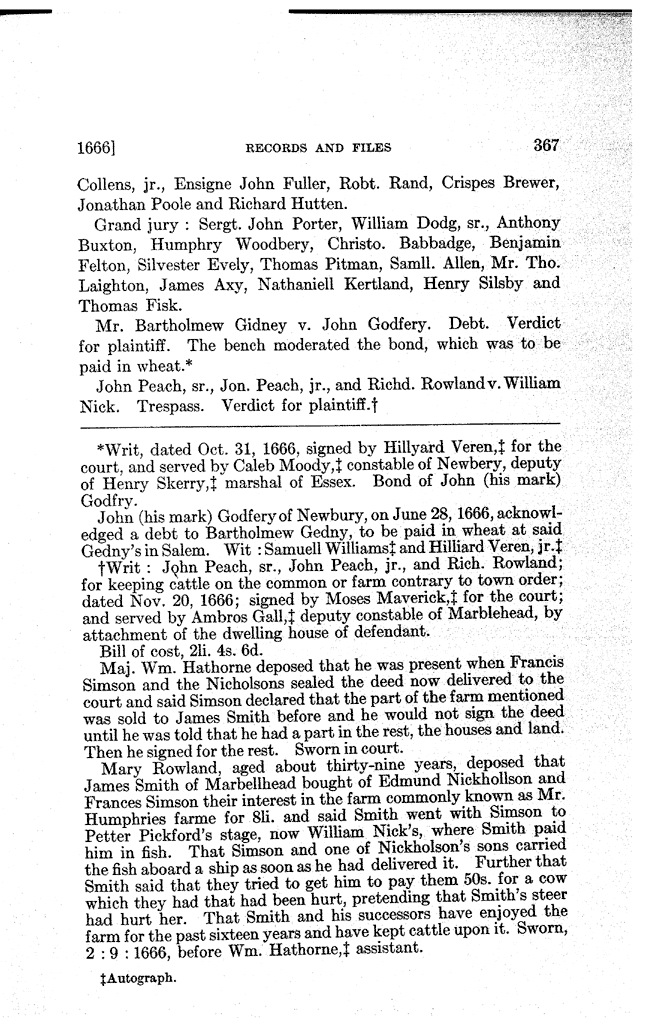 1666] RECORDS AND FILES 367
Collens, jr., Ensigne John Fuller, Robt. Rand, Crispes Brewer,
Jonathan Poole and Richard Hutten.
Grand jury : Sergt. John Porter, William Dodg, sr., Anthony
Buxton, Humphry Woodbery, Christo. Babbadge, Benjamin
Felton, Silvester Evely, Thomas Pitman, Samll. Allen, Mr. Tho.
Laighton, James Axy, Nathaniell Kertland, Henry Silsby and
Thomas Fisk.
Mr. Bartholmew Gidney v. John Godfery. Debt. Verdict
for plaintiff. The bench moderated the bond, which was to be
paid in wheat.*
John Peach, sr., Jon. Peach, jr., and Richd. Rowland v. William
Nick. Trespass. Verdict for plaintiff.†
*Writ, dated Oct. 31, 1666, signed by Hillyard Veren,‡ for the
court, and served by Caleb Moody,‡ constable of Newbery, deputy
of Henry Skerry,‡ marshal of Essex. Bond of John (his mark)
Godfry.
John (his mark) Godfery of Newbury, on June 28, 1666, acknowl-
edged a debt to Bartholmew Gedny, to be paid in wheat at said
Gedny's in Salem. Wit : Samuell Williams‡ and Hilliard Veren, jr.‡
†Writ : John Peach, sr., John Peach, jr., and Rich. Rowland;
for keeping cattle on the common or farm contrary to town order;
dated Nov. 20, 1666; signed by Moses Maverick,‡ for the court;
and served by Ambros Gall,‡ deputy constable of Marblehead, by
attachment of the dwelling house of defendant.
Bill of cost, 2li. 4s. 6d.
Maj. Wm. Hathorne deposed that he was present when Francis
Simson and the Nicholsons sealed the deed now delivered to the
court and said Simson declared that the part of the farm mentioned
was sold to James Smith before and he would not sign the deed
until he was told that he had a part in the rest, the houses and land.
Then he signed for the rest. Sworn in court.
Mary Rowland, aged about thirty-nine years, deposed that
James Smith of Marbellhead bought of Edmund Nickhollson and
Frances Simson their interest in the farm commonly known as Mr.
Humphries farme for 8li. and said Smith went with Simson to
Petter Pickford's stage, now William Nick's, where Smith paid
him in fish. That Simson and one of Nickholson's sons carried
the fish aboard a ship as soon as he had delivered it. Further that
Smith said that they tried to get him to pay them 50s. for a cow
which they had that had been hurt, pretending that Smith's steer
had hurt her. That Smith and his successors have enjoyed the
farm for the past sixteen years and have kept cattle upon it. Sworn,
2 : 9 : 1666, before Wm. Hathorne,‡ assistant.
‡Autograph.